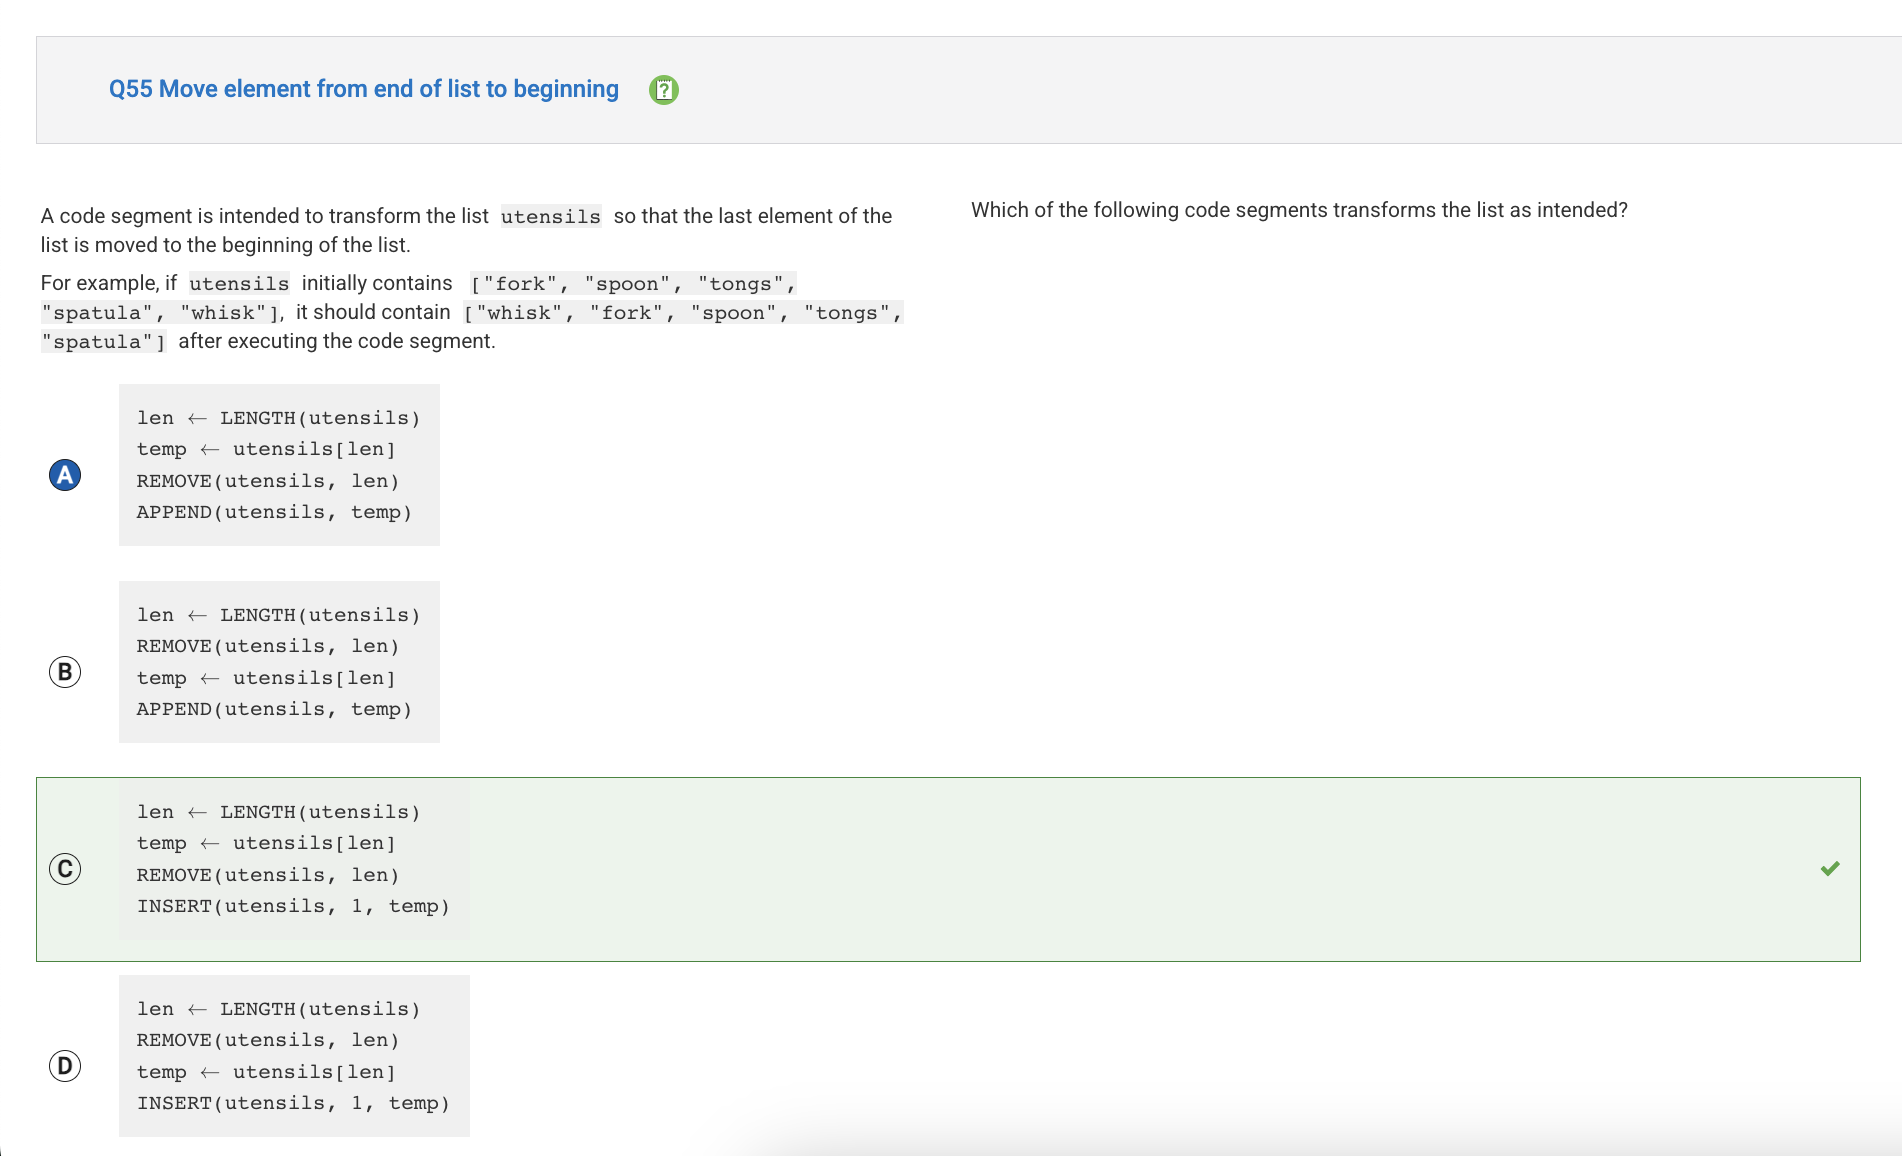 Q55 Move element from end of list to beginning ?
A code segment is intended to transform the list utensils so that the last element of the
list is moved to the beginning of the list.
For example, if utensils initially contains ["fork", "spoon", "tongs",
"spatula", "whisk"], it should contain ["whisk", "fork", "spoon", "tongs",
"spatula"] after executing the code segment.
Which of the following code segments transforms the list as intended?
A
len ← LENGTH(utensils)
temp ← utensils[len]
REMOVE(utensils, len)
APPEND(utensils, temp)
B
len ← LENGTH(utensils)
REMOVE(utensils, len)
temp ← utensils[len]
APPEND(utensils, temp)
C
len ← LENGTH(utensils)
temp ← utensils[len]
REMOVE(utensils, len)
INSERT(utensils, 1, temp)
D
len ← LENGTH(utensils)
REMOVE(utensils, len)
temp ← utensils[len]
INSERT(utensils, 1, temp)